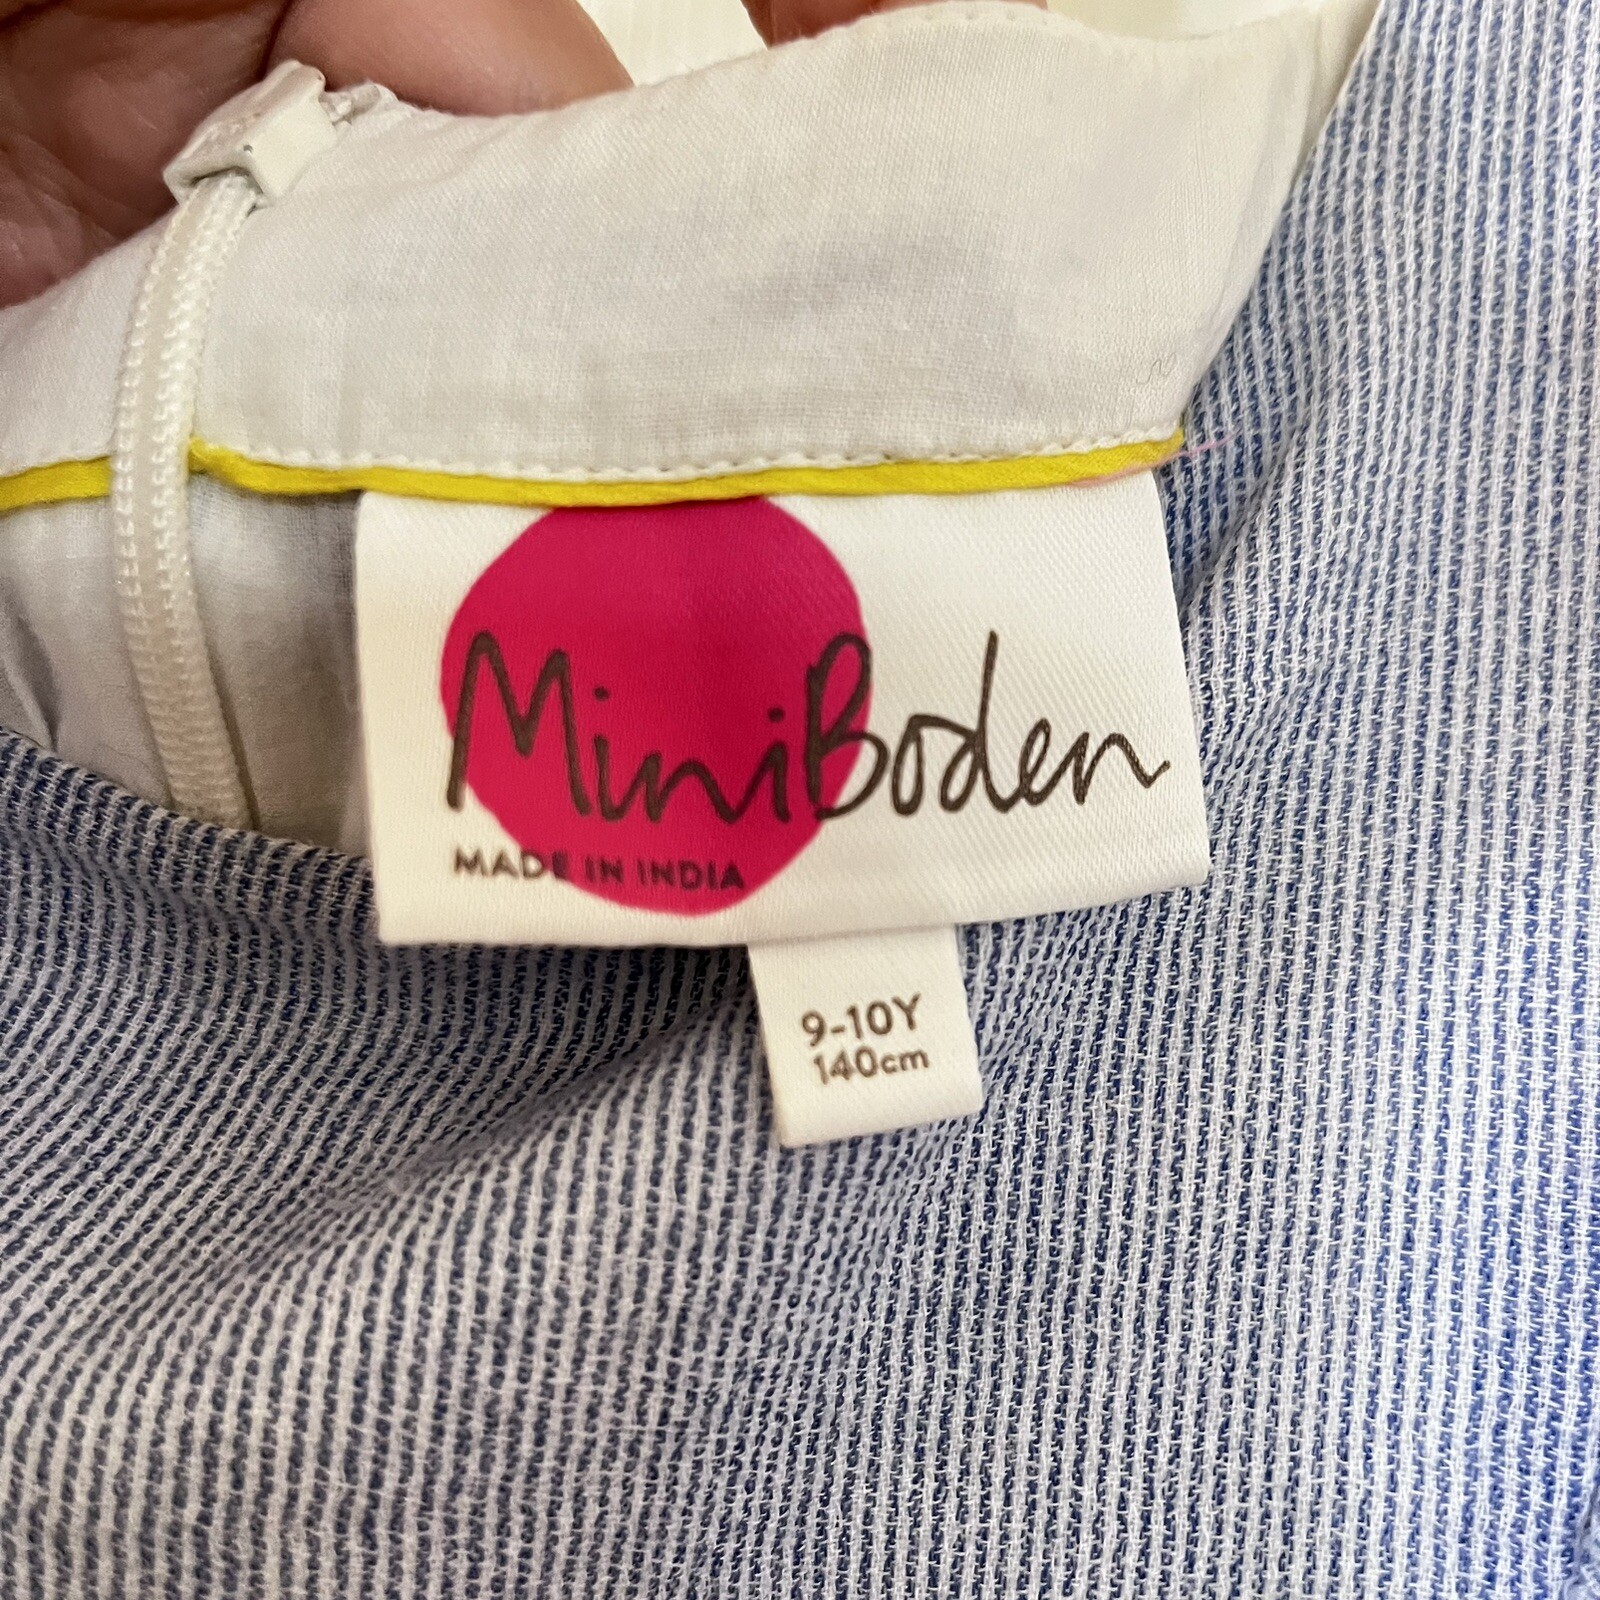 MiniBoden
MADE IN INDIA
9-10Y
140cm